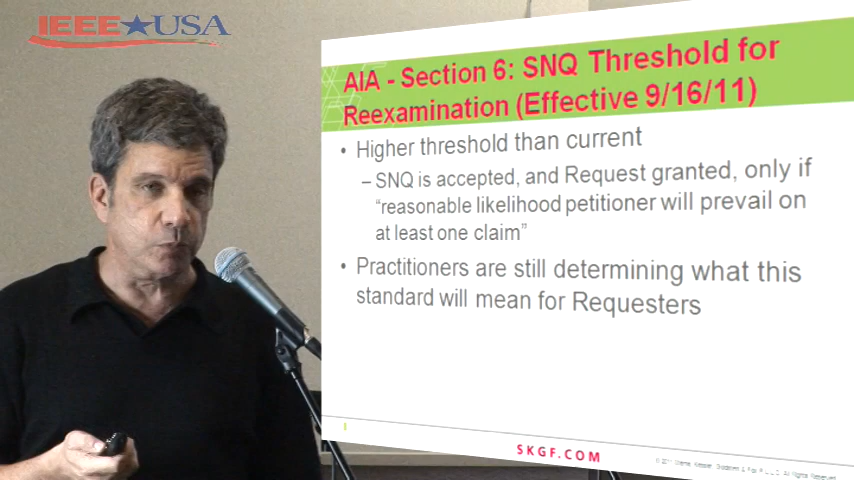 IEEE★USA
AIA - Section 6: SNQ Threshold for
Reexamination (Effective 9/16/11)
• Higher threshold than current
– SNQ is accepted, and Request granted, only if
“reasonable likelihood petitioner will prevail on
at least one claim”
• Practitioners are still determining what this
standard will mean for Requesters
SKGF.COM